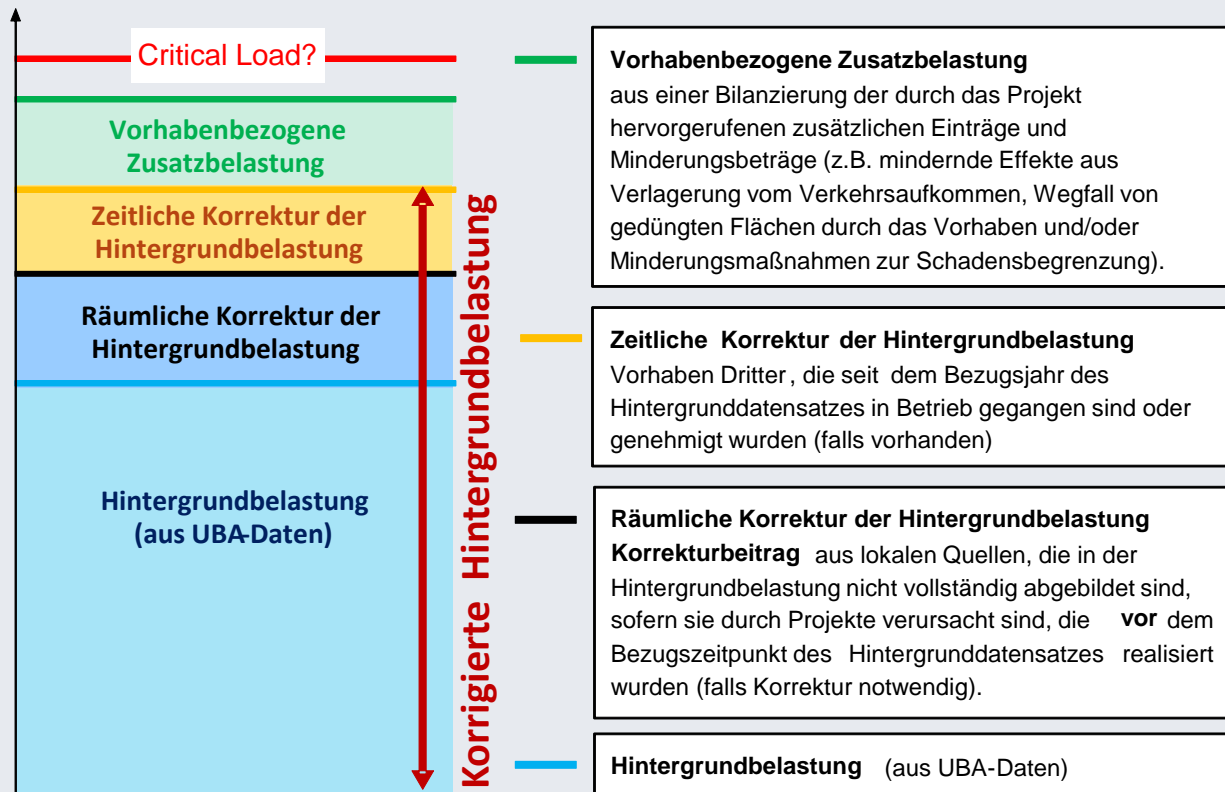 Critical Load?
Vorhabenbezogene
Zusatzbelastung
Zeitliche Korrektur der
Hintergrundbelastung
Räumliche Korrektur der
Hintergrundbelastung
Hintergrundbelastung
(aus UBA-Daten)
Korrigierte Hintergrundbelastung
Vorhabenbezogene Zusatzbelastung
aus einer Bilanzierung der durch das Projekt
hervorgerufenen zusätzlichen Einträge und
Minderungsbeträge (z.B. mindernde Effekte aus
Verlagerung vom Verkehrsaufkommen, Wegfall von
gedüngten Flächen durch das Vorhaben und/oder
Minderungsmaßnahmen zur Schadensbegrenzung).
Zeitliche Korrektur der Hintergrundbelastung
Vorhaben Dritter, die seit dem Bezugsjahr des
Hintergrunddatensatzes in Betrieb gegangen sind oder
genehmigt wurden (falls vorhanden)
Räumliche Korrektur der Hintergrundbelastung
Korrekturbeitrag aus lokalen Quellen, die in der
Hintergrundbelastung nicht vollständig abgebildet sind,
sofern sie durch Projekte verursacht sind, die vor dem
Bezugszeitpunkt des Hintergrunddatensatzes realisiert
wurden (falls Korrektur notwendig).
Hintergrundbelastung (aus UBA-Daten)